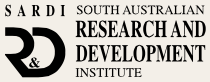 SARDI
R&D
SOUTH AUSTRALIAN
RESEARCH AND
DEVELOPMENT
INSTITUTE